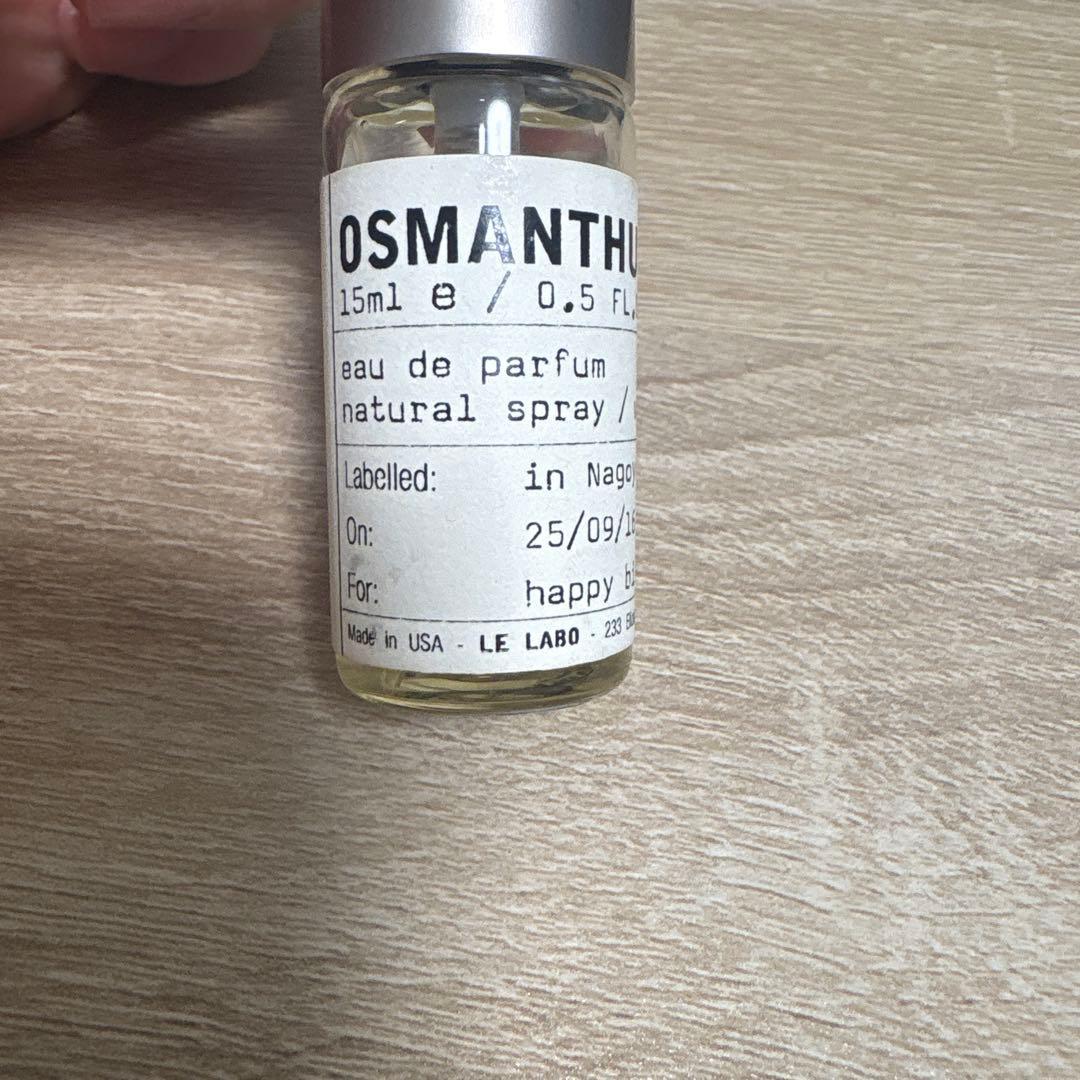 OSMANTHU
15ml e / 0.5 FL.
eau de parfum
natural spray /
Labelled: in Nagoy
On: 25/09/1
For: happy bi
Made in USA - LE LABO - 233